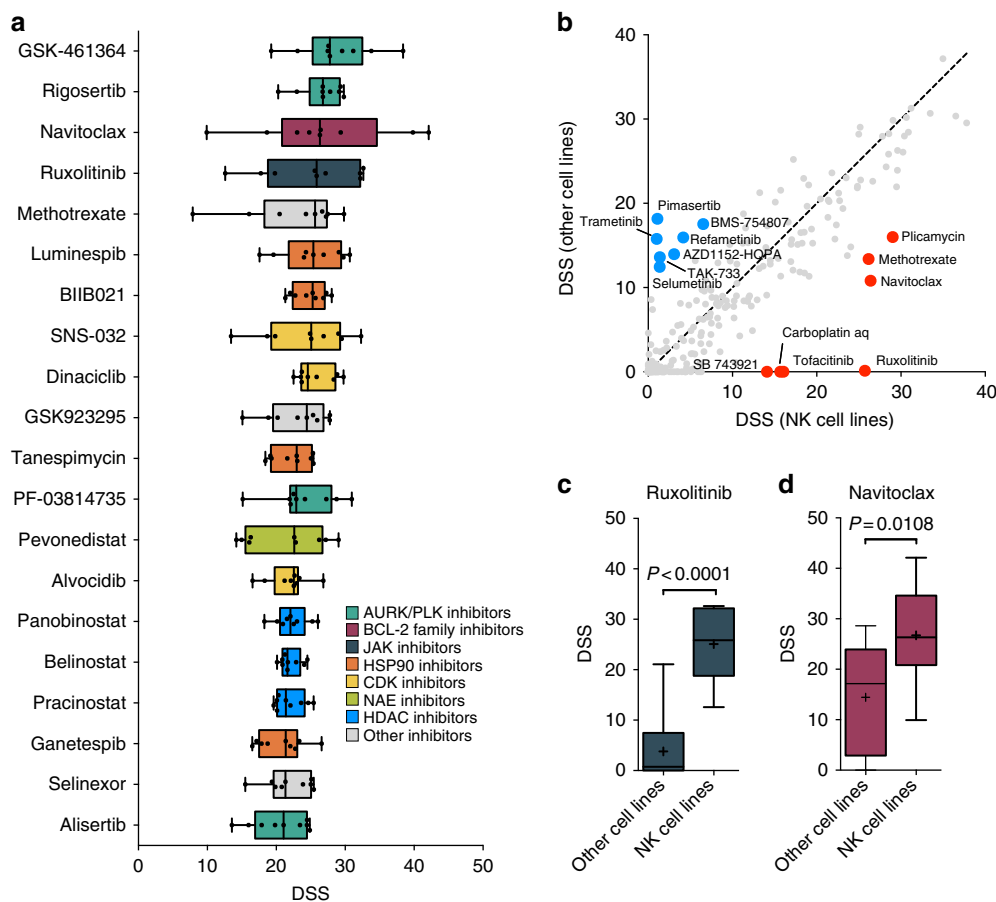 a
GSK-461364
Rigosertib
Navitoclax
Ruxolitinib
Methotrexate
Luminespib
BIIB021
SNS-032
Dinaciclib
GSK923295
Tanespimycin
PF-03814735
Pevonedistat
Alvocidib
Panobinostat
Belinostat
Pracinostat
Ganetespib
Selinexor
Alisertib
AURK/PLK inhibitors
BCL-2 family inhibitors
JAK inhibitors
HSP90 inhibitors
CDK inhibitors
NAE inhibitors
HDAC inhibitors
Other inhibitors
0 10 20 30 40 50
DSS
b
DSS (other cell lines)
40
30
20
10
0
Pimasertib
Trametinib
BMS-754807
Refametinib
AZD1152-HQPA
TAK-733
Selumetinib
Plicamycin
Methotrexate
Navitoclax
Carboplatin aq
SB 743921
Tofacitinib
Ruxolitinib
0 10 20 30 40
DSS (NK cell lines)
c
Ruxolitinib
P<0.0001
DSS
50
40
30
20
10
0
Other cell lines
NK cell lines
d
Navitoclax
P=0.0108
DSS
50
40
30
20
10
0
Other cell lines
NK cell lines